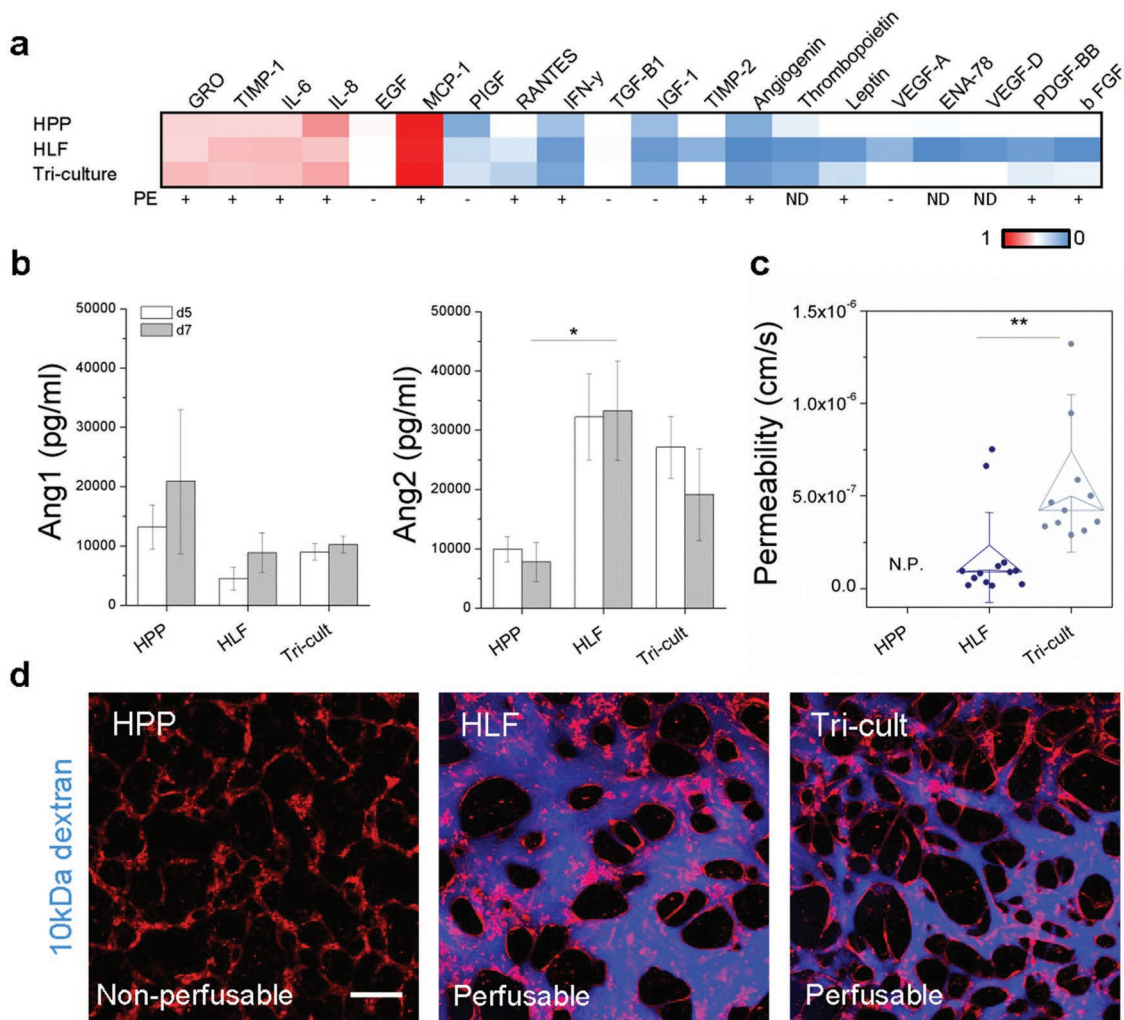 a
GRO TIMP-1 IL-6 IL-8 EGF MCP-1 PIGF RANTES IFN-y TGF-B1 IGF-1 TIMP-2 Angiogenin Thrombopoietin Leptin VEGF-A ENA-78 VEGF-D PDGF-BB b FGF
HPP
HLF
Tri-culture
PE + + + + - + - + + - - + + ND + - ND ND + +
1 0
b
50000
40000
30000
20000
10000
0
Ang1 (pg/ml)
d5
d7
HPP HLF Tri-cult
50000
40000
30000
20000
10000
0
Ang2 (pg/ml)
*
HPP HLF Tri-cult
c
1.5x10⁻⁶
1.0x10⁻⁶
5.0x10⁻⁷
0.0
Permeability (cm/s)
**
N.P.
HPP HLF Tri-cult
d
10kDa dextran
HPP
Non-perfusable
HLF
Perfusable
Tri-cult
Perfusable